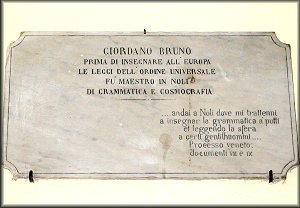 GIORDANO BRUNO
PRIMA DI INSEGNARE ALL' EUROPA
LE LEGGI DELL' ORDINE UNIVERSALE
FU MAESTRO IN NOLI
DI GRAMMATICA E COSMOGRAFIA
... andai a Noli dove mi trattenni
a insegnar la grammatica a putti
et leggendo la sfera
a certi gentilhuomini ....
Processo veneto:
documenti VIII e IX